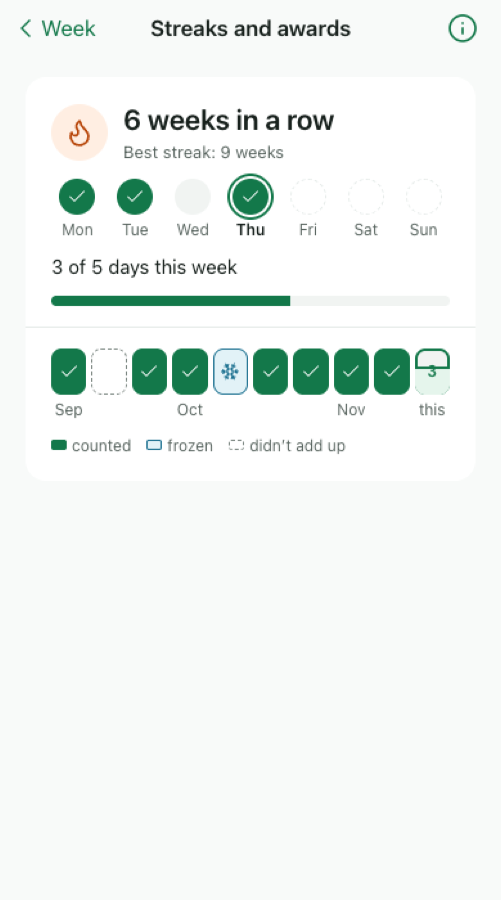 Week
Streaks and awards
6 weeks in a row
Best streak: 9 weeks
Mon Tue Wed Thu Fri Sat Sun
3 of 5 days this week
3
Sep Oct Nov this
counted frozen didn't add up